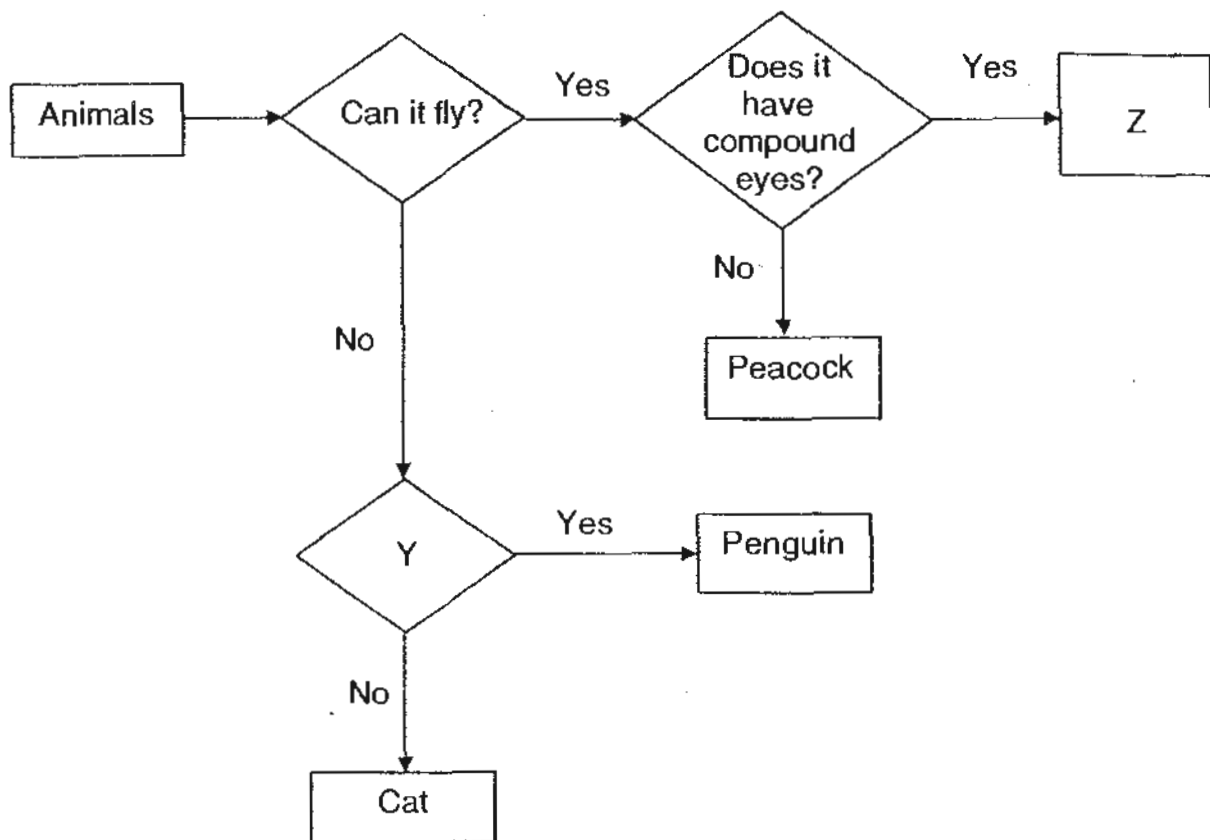 Animals
Can it fly?
Yes
Does it
have
compound
eyes?
Yes
Z
No
Peacock
No
Y
Yes
Penguin
No
Cat